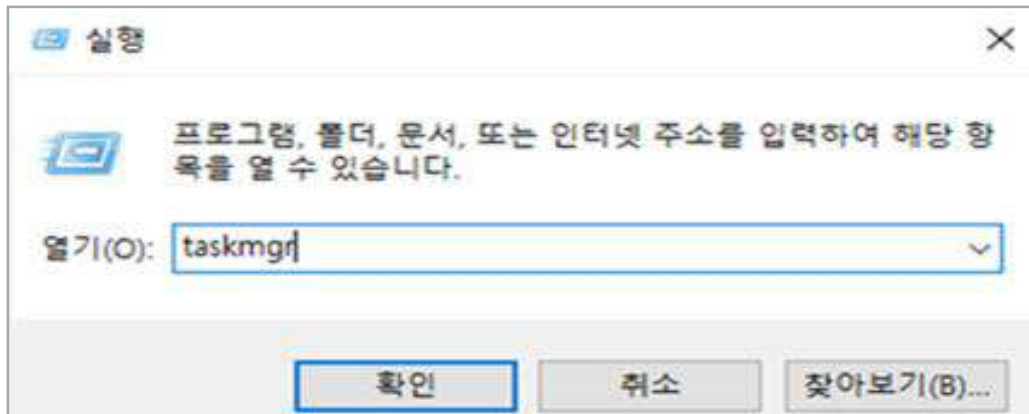 실행
프로그램, 폴더, 문서, 또는 인터넷 주소를 입력하여 해당 항
목을 열 수 있습니다.
열기(O): taskmgr
확인 취소 찾아보기(B)...